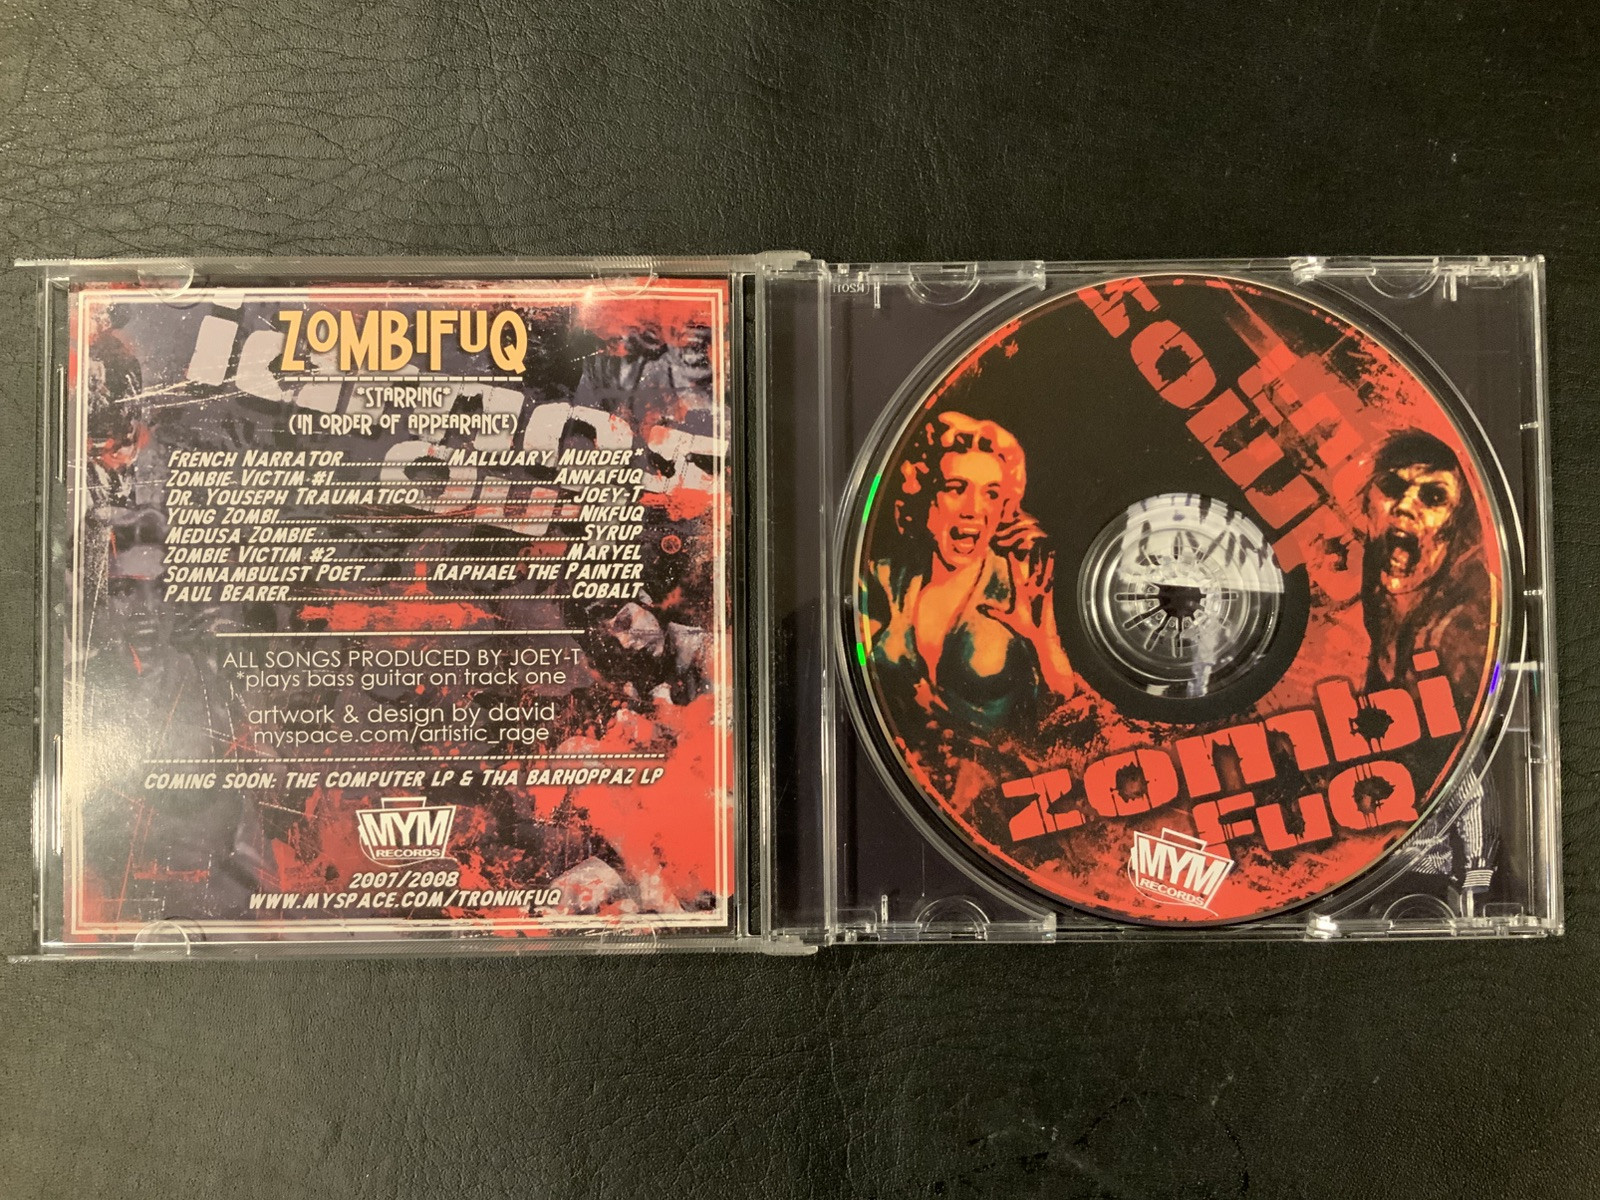 ZOMBIFUQ
*STARRING*
(IN ORDER OF APPEARANCE)
FRENCH NARRATOR......................MALLUARY MURDER*
ZOMBIE VICTIM #1..............................................ANNAFUQ
DR. YOUSEPH TRAUMATICO................................JOEY-T
YUNG ZOMBI..............................................................NIKFUQ
MEDUSA ZOMBIE......................................................SYRUP
ZOMBIE VICTIM #2.................................................MARYEL
SOMNAMBULIST POET.............RAPHAEL THE PAINTER
PAUL BEARER............................................................COBALT
ALL SONGS PRODUCED BY JOEY-T
*plays bass guitar on track one
artwork & design by david
myspace.com/artistic_rage
COMING SOON: THE COMPUTER LP & THA BARHOPPAZ LP
MYM
RECORDS
2007/2008
WWW.MYSPACE.COM/TRONIKFUQ
zombi
FUQ
MYM
RECORDS